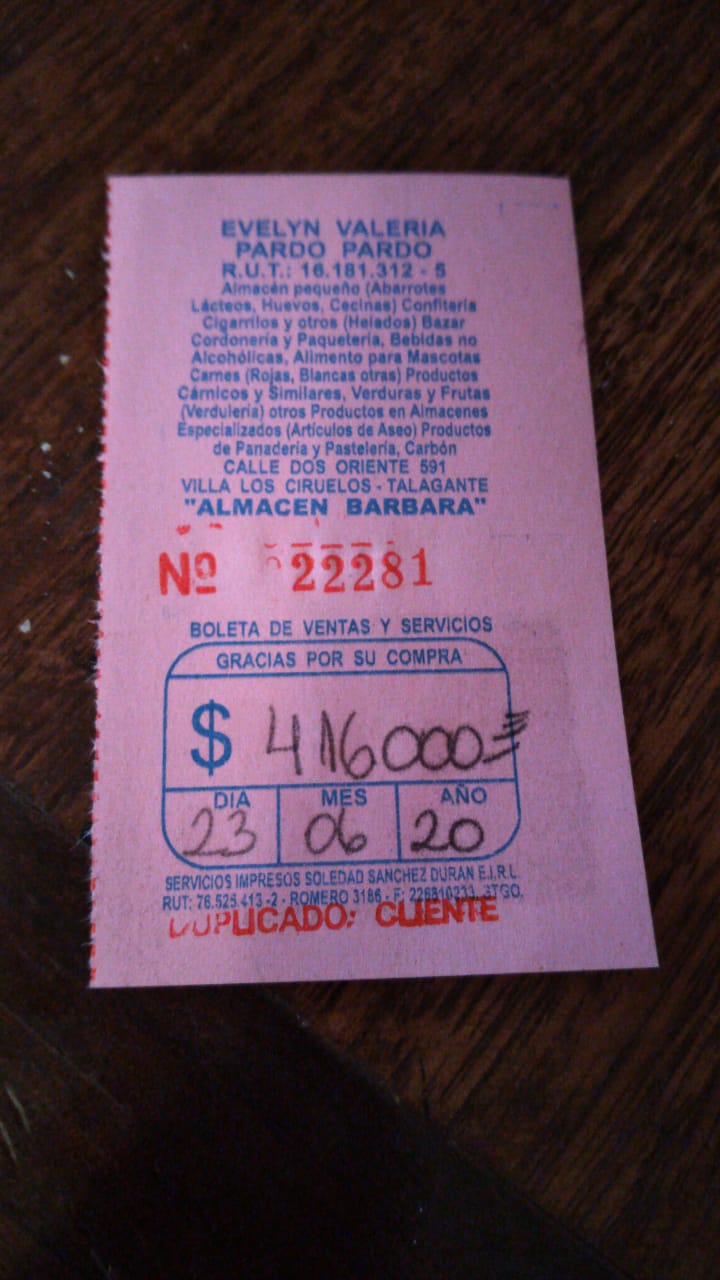 EVELYN VALERIA
PARDO PARDO
R.U.T.: 16.181.312 - 5
Almacén pequeño (Abarrotes
Lácteos, Huevos, Cecinas) Confiteria
Cigarrilos y otros (Helados) Bazar
Cordonería y Paquetería, Bebidas no
Alcohólicas, Alimento para Mascotas
Carnes (Rojas, Blancas otras) Productos
Cárnicos y Similares, Verduras y Frutas
(Verdulería) otros Productos en Almacenes
Especializados (Artículos de Aseo) Productos
de Panadería y Pastelería, Carbón
CALLE DOS ORIENTE 591
VILLA LOS CIRUELOS - TALAGANTE
"ALMACEN BARBARA"
Nº 022281
BOLETA DE VENTAS Y SERVICIOS
GRACIAS POR SU COMPRA
$ 416000=
DIA MES AÑO
23 06 20
SERVICIOS IMPRESOS SOLEDAD SANCHEZ DURAN E.I.R.L.
RUT: 76.525.413 -2 - ROMERO 3186 - F: 226810233 STGO.
DUPLICADO: CLIENTE